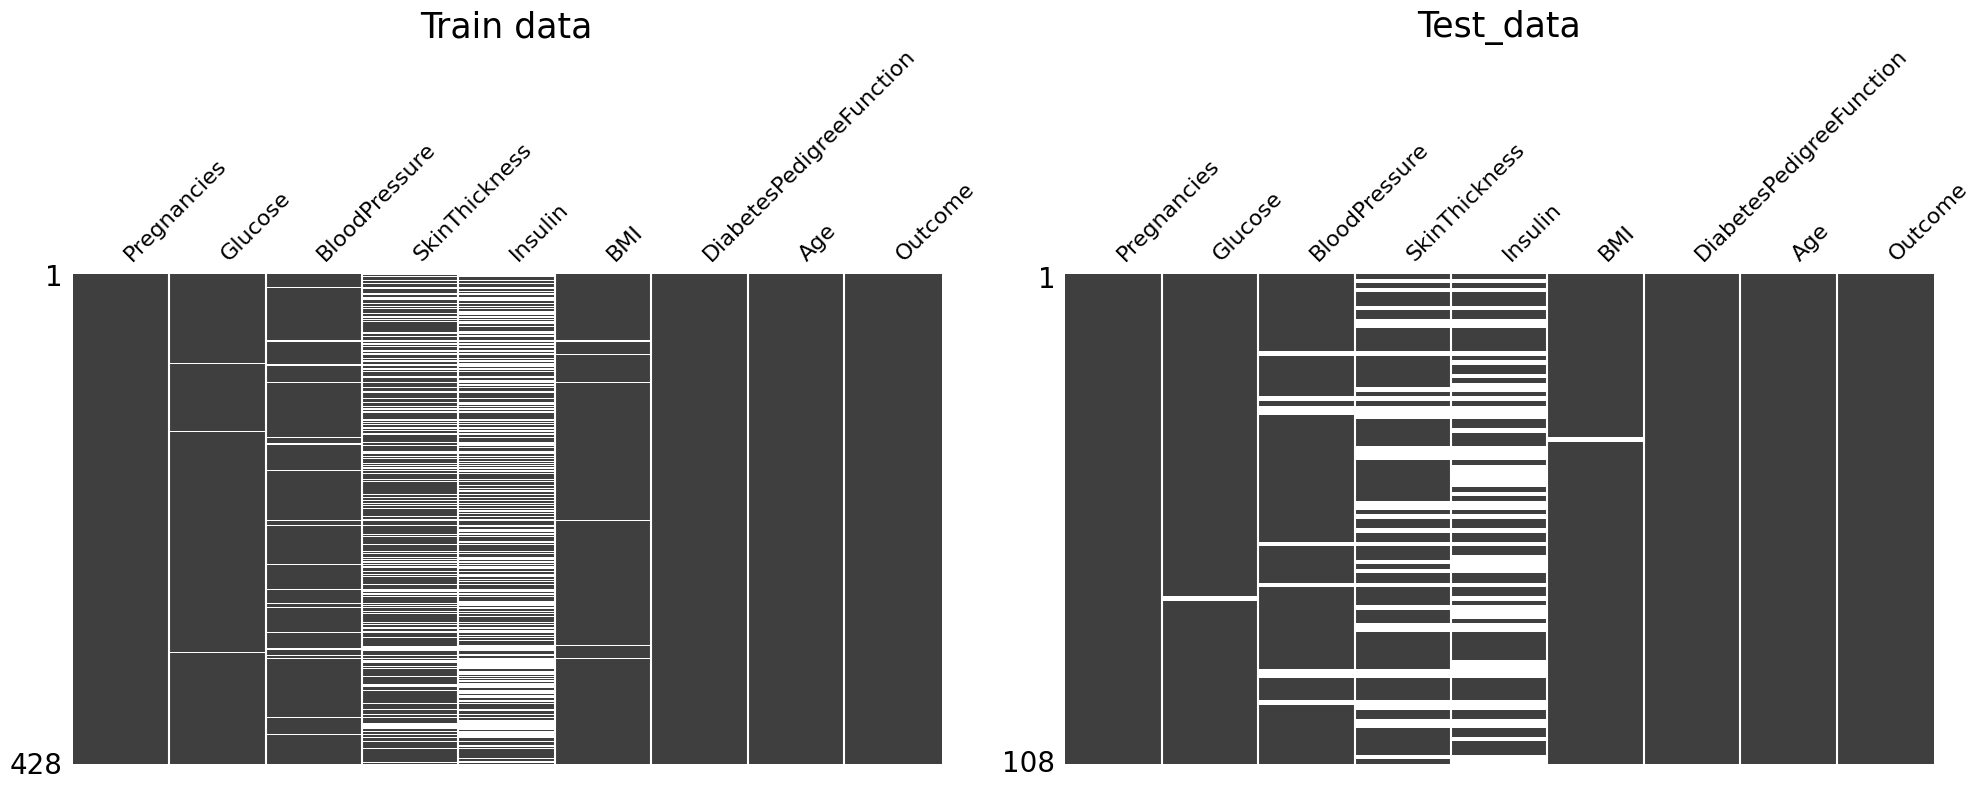 Train data
Pregnancies
Glucose
BloodPressure
SkinThickness
Insulin
BMI
DiabetesPedigreeFunction
Age
Outcome
1
428
Test_data
Pregnancies
Glucose
BloodPressure
SkinThickness
Insulin
BMI
DiabetesPedigreeFunction
Age
Outcome
1
108